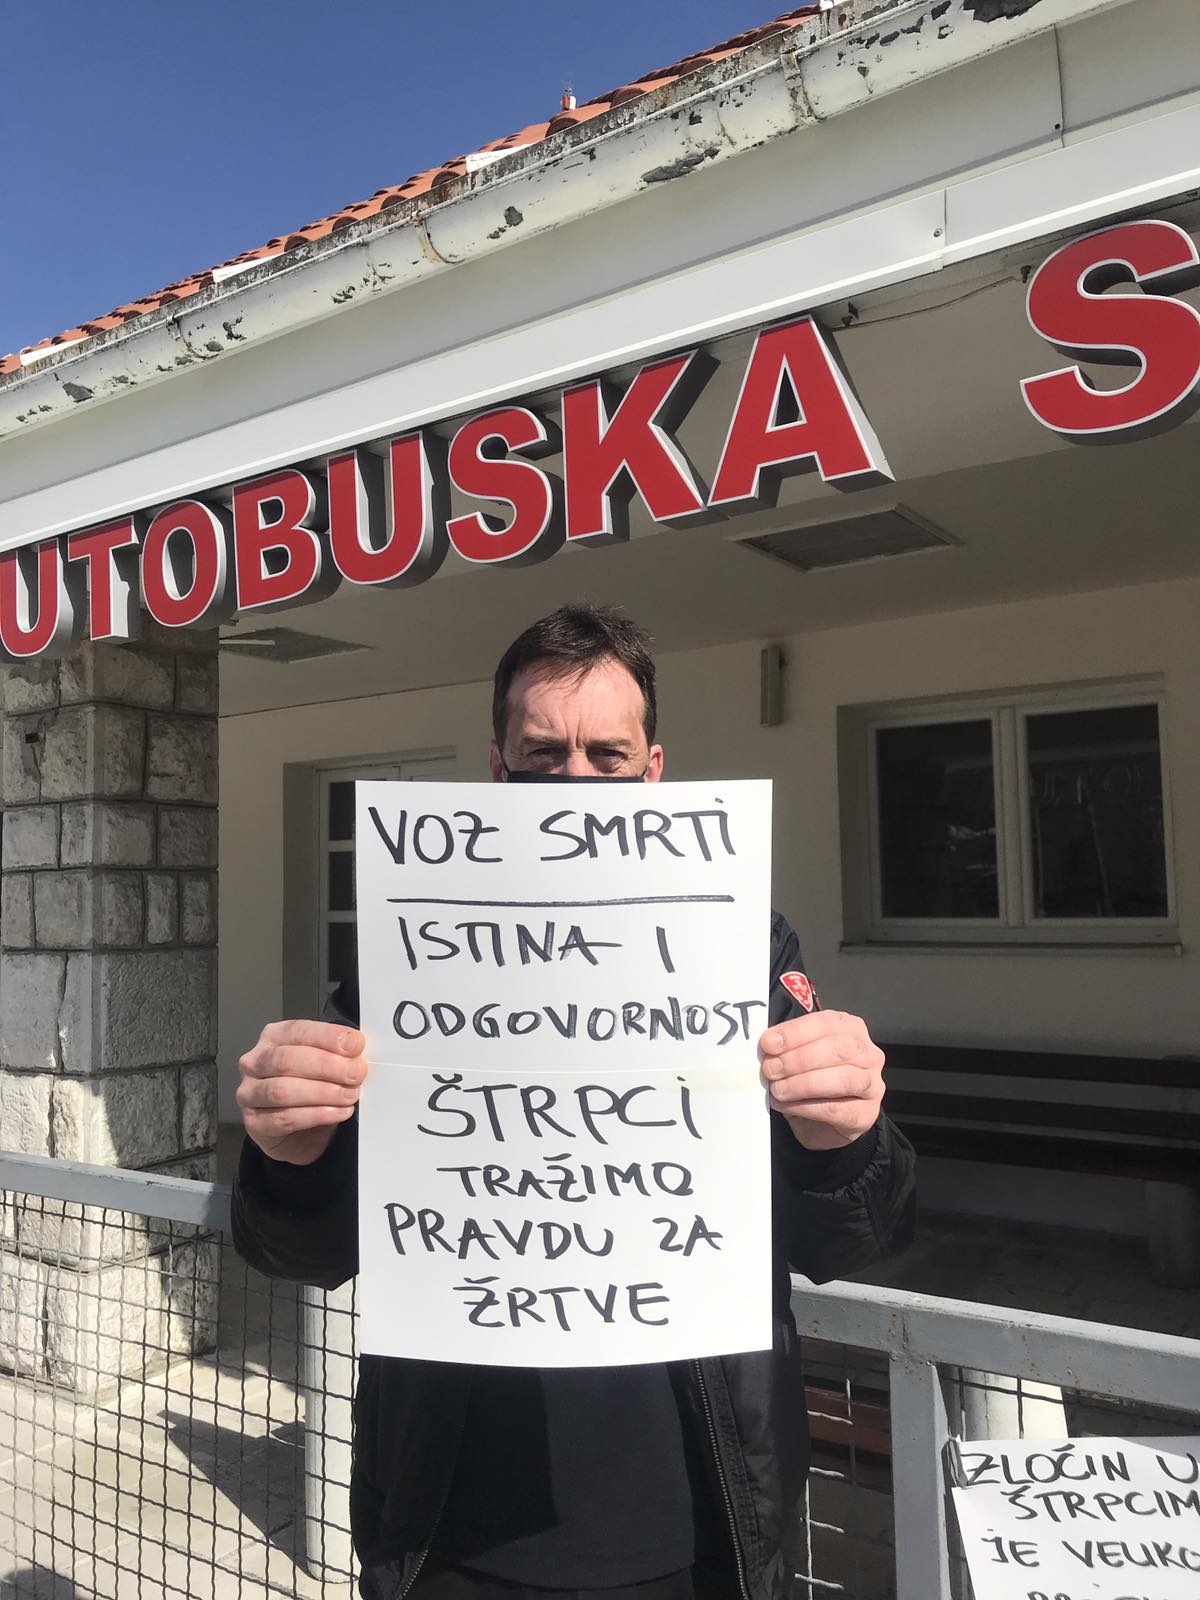 UTOBUSKA S
VOZ SMRTI
ISTINA I
ODGOVORNOST
ŠTRPCI
TRAŽIMO
PRAVDU ZA
ŽRTVE
ZLOČIN U
ŠTRPCIM
JE VELIKO